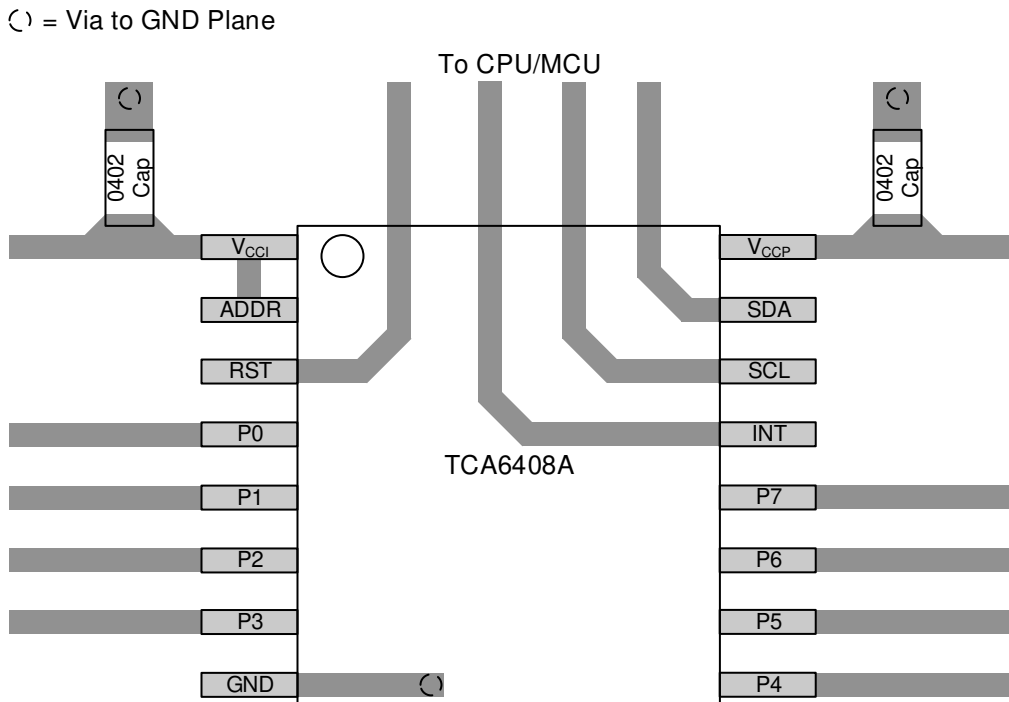 = Via to GND Plane
To CPU/MCU
0402
Cap
0402
Cap
VCCI
VCCP
ADDR
SDA
RST
SCL
P0
INT
TCA6408A
P1
P7
P2
P6
P3
P5
GND
P4